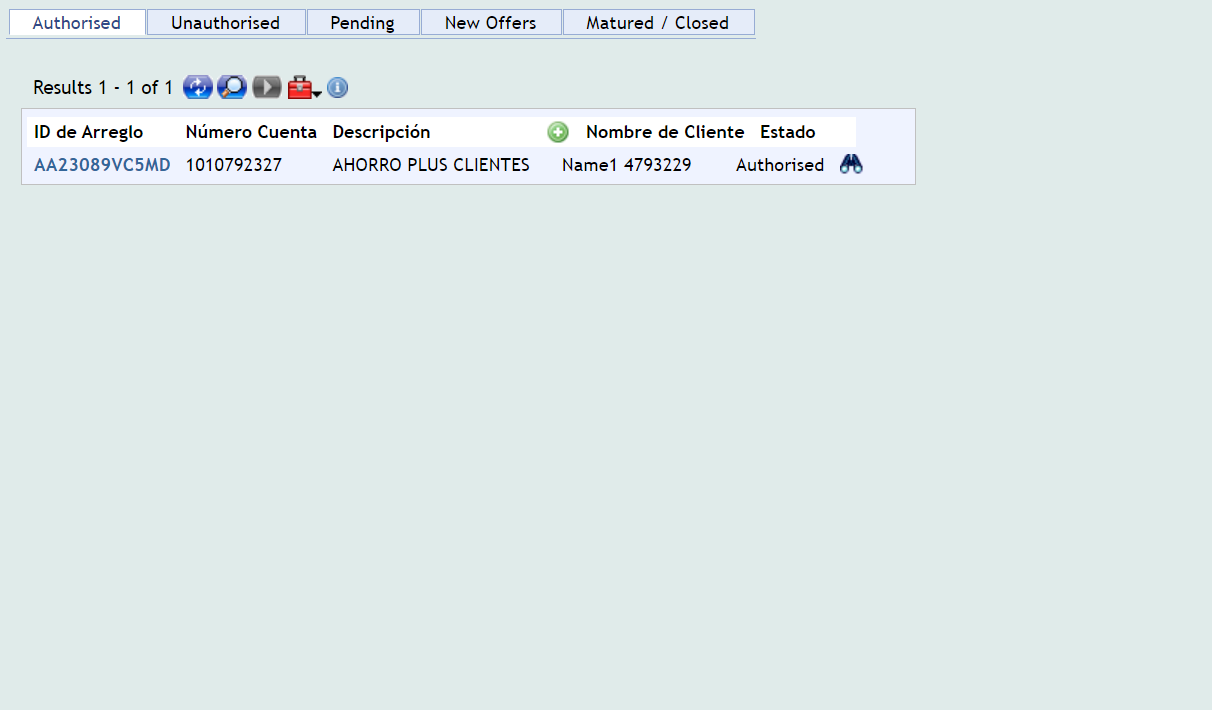 Authorised Unauthorised Pending New Offers Matured / Closed
Results 1 - 1 of 1
ID de Arreglo Número Cuenta Descripción Nombre de Cliente Estado
AA23089VC5MD 1010792327 AHORRO PLUS CLIENTES Name1 4793229 Authorised